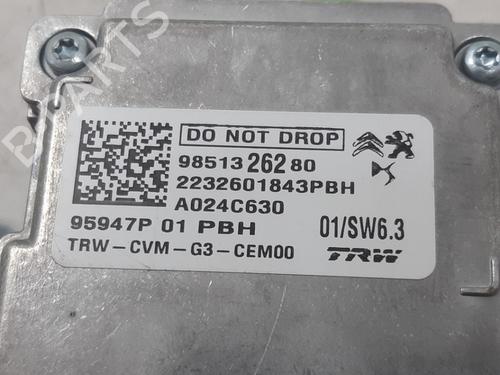 DO NOT DROP
98513 262 80
2232601843PBH
A024C630
95947P 01 PBH 01/SW6.3
TRW-CVM-G3-CEM00 TRW